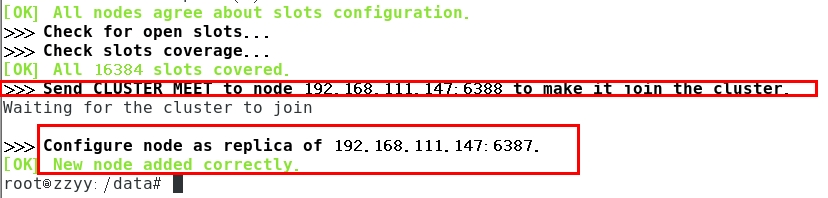 [OK] All nodes agree about slots configuration.
>>> Check for open slots...
>>> Check slots coverage...
[OK] All 16384 slots covered.
>>> Send CLUSTER MEET to node 192.168.111.147:6388 to make it join the cluster.
Waiting for the cluster to join

>>> Configure node as replica of 192.168.111.147:6387.
[OK] New node added correctly.
root@zzyy:/data#